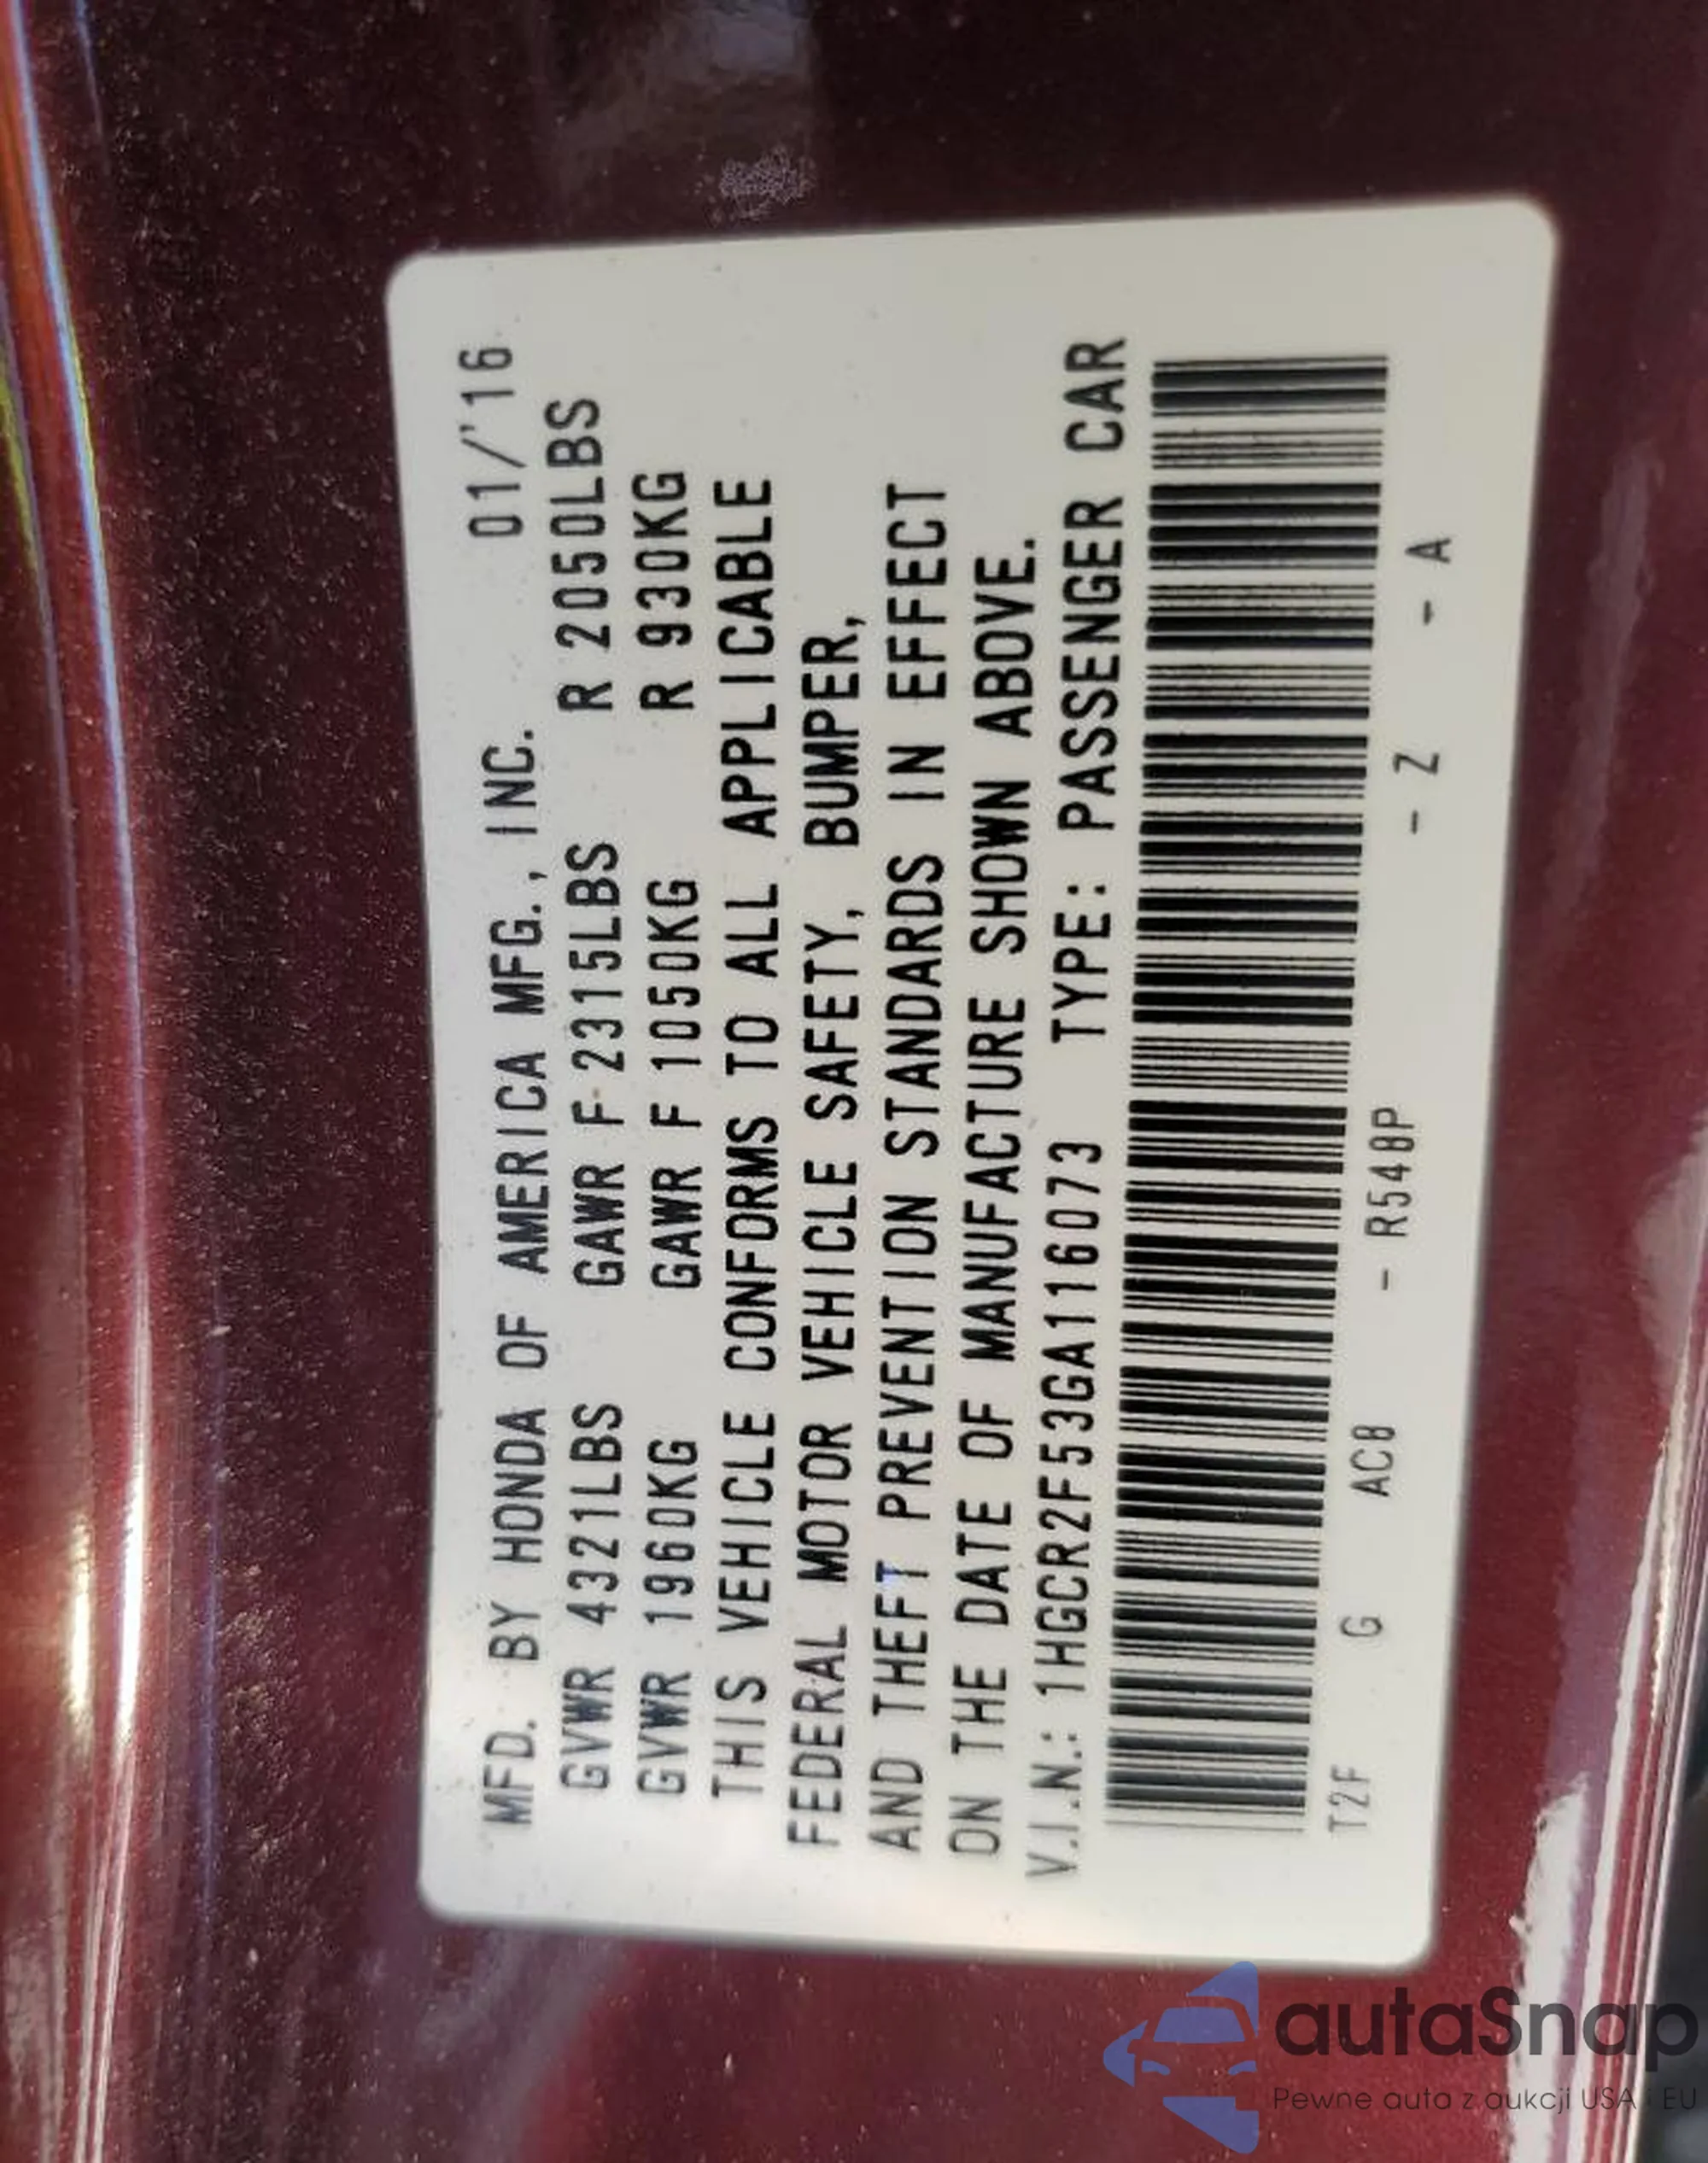 MFD. BY HONDA OF AMERICA MFG., INC. 01/'16
GVWR 4321LBS GAWR F 2315LBS R 2050LBS
GVWR 1960KG GAWR F 1050KG R 930KG
THIS VEHICLE CONFORMS TO ALL APPLICABLE
FEDERAL MOTOR VEHICLE SAFETY, BUMPER,
AND THEFT PREVENTION STANDARDS IN EFFECT
ON THE DATE OF MANUFACTURE SHOWN ABOVE.
V.I.N.: 1HGCR2F53GA116073 TYPE: PASSENGER CAR
T2F G AC8 - R548P - Z - A
autaSnap
Pewne auta z aukcji USA i EU